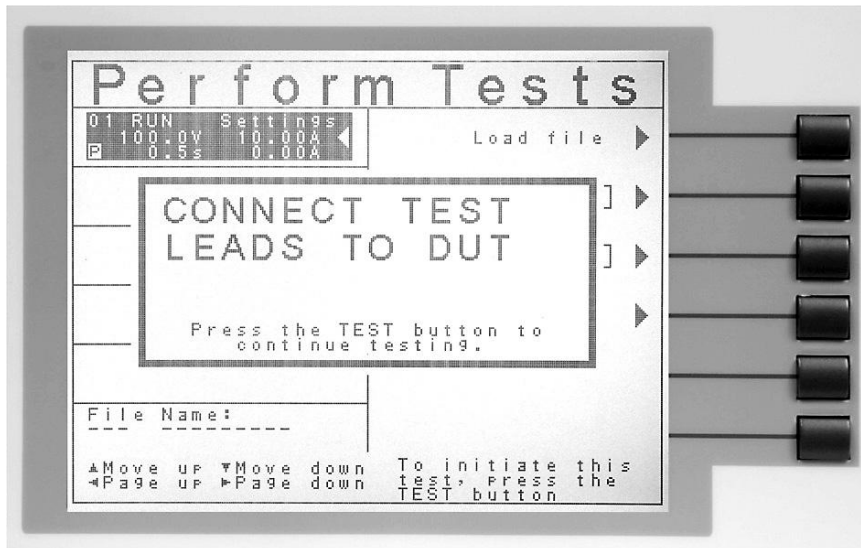 Perform Tests
01 RUN Settings
100.0V 10.00A
P 0.5s 0.00A
Load file
]
]
CONNECT TEST
LEADS TO DUT
Press the TEST button to
continue testing.
File Name:
▲Move up ▼Move down
◄Page up ►Page down
To initiate this
test, press the
TEST button